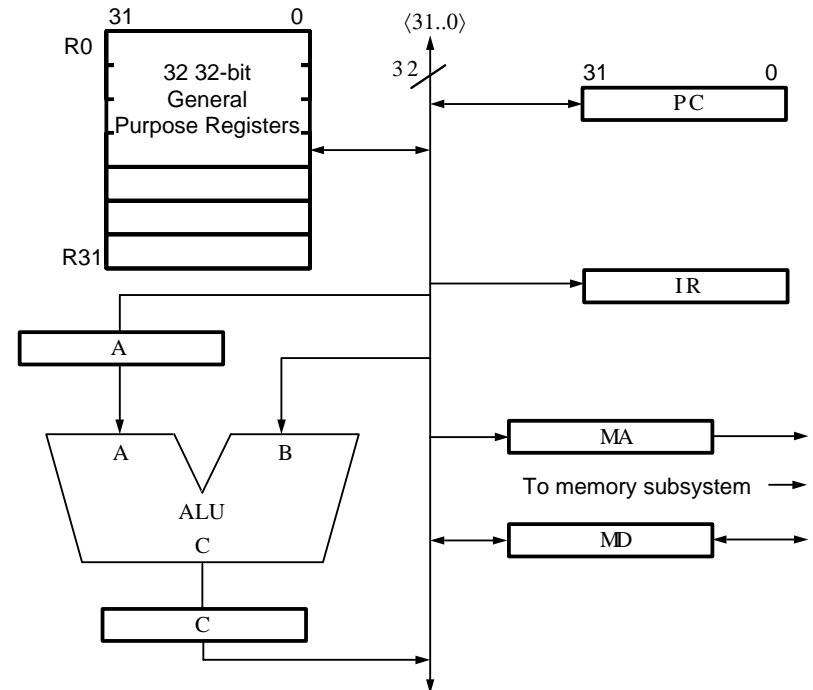 31 0
⟨31..0⟩
R0
32
32 32-bit
General
Purpose Registers
31 0
PC
R31
IR
A
MA
A B
To memory subsystem
ALU
C
MD
C